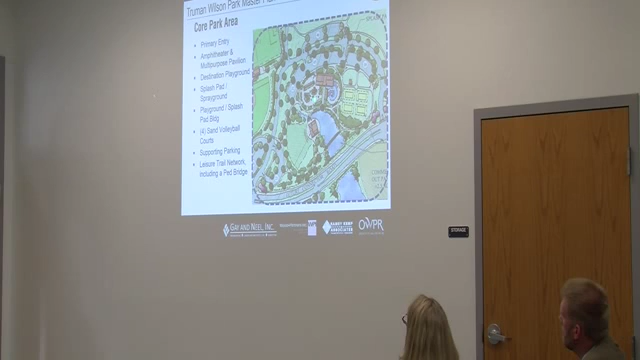 Truman Wilson Park Master
Core Park Area
• Primary Entry
• Amphitheater &
Multipurpose Pavilion
• Destination Playground
• Splash Pad /
Sprayground
• Playground / Splash
Pad Bldg
• (4) Sand Volleyball
Courts
• Supporting Parking
• Leisure Trail Network,
including a Ped Bridge
GAY AND NEEL, INC.
OWPR
STORAGE